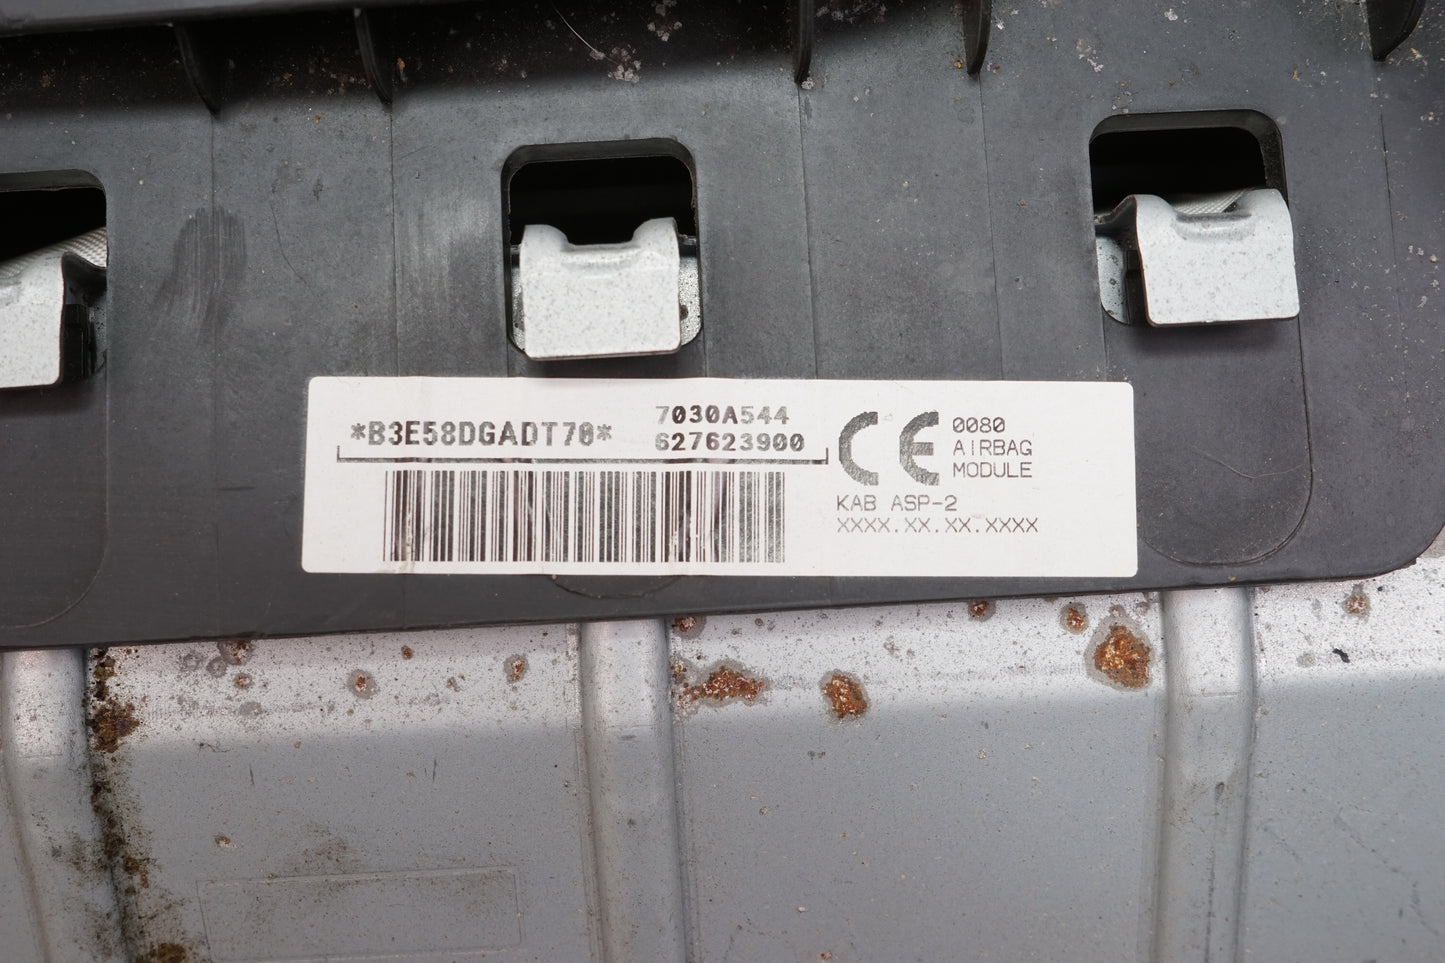 *B3E58DGADT70*
7030A544
627623900
CE
0080
AIRBAG
MODULE
KAB ASP-2
XXXX.XX.XX.XXXX